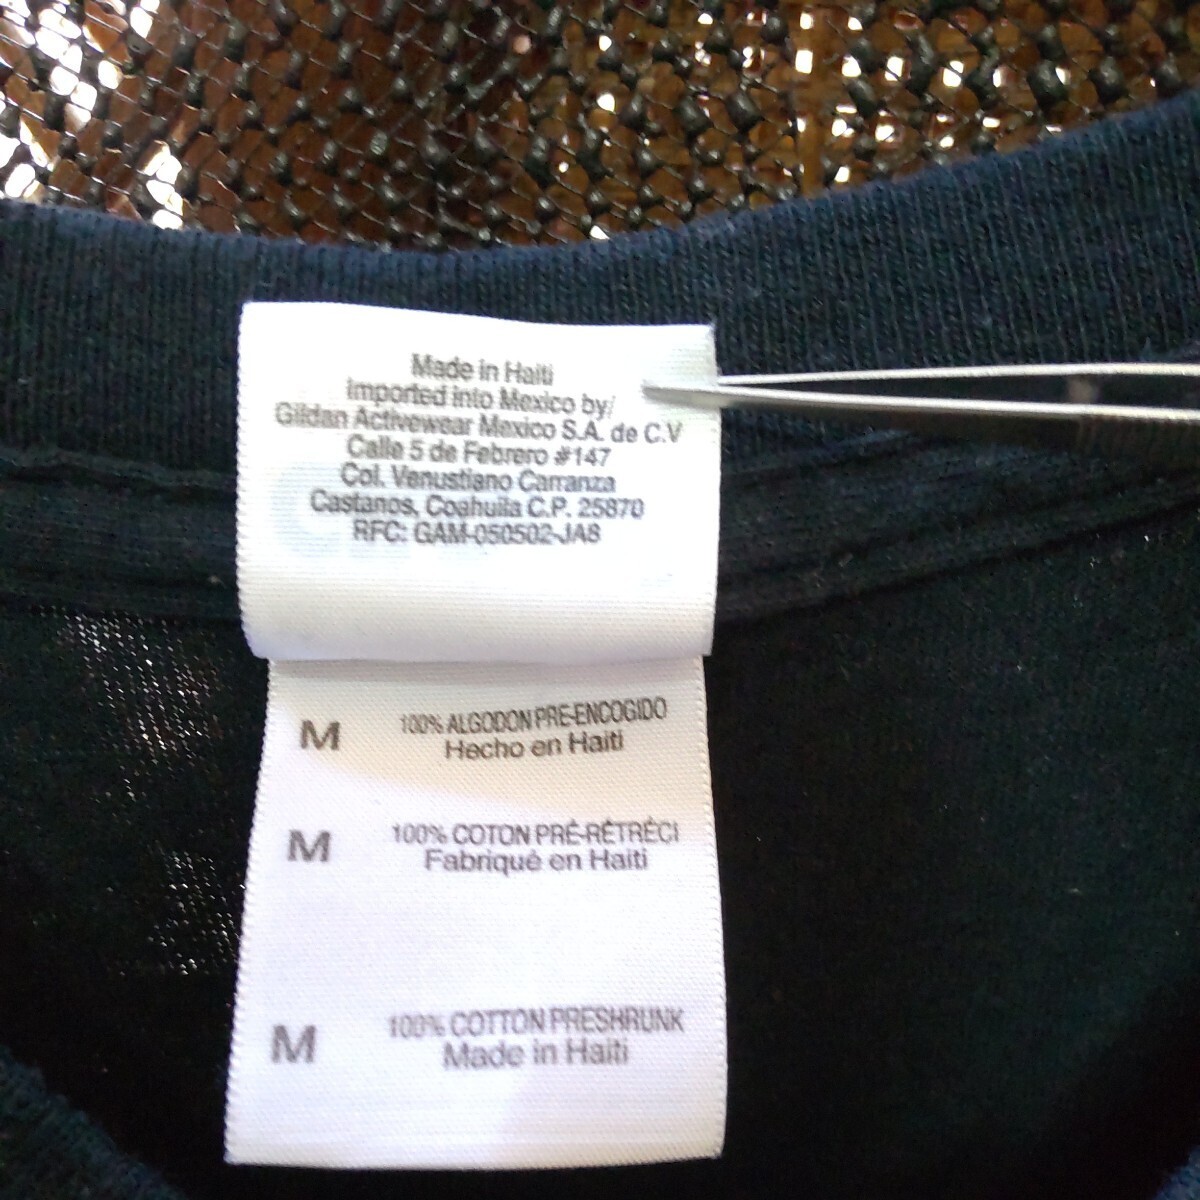 Made in Haiti
Imported into Mexico by/
Gildan Activewear Mexico S.A. de C.V
Calle 5 de Febrero #147
Col. Venustiano Carranza
Castanos, Coahuila C.P. 25870
RFC: GAM-050502-JA8
M 100% ALGODON PRE-ENCOGIDO
Hecho en Haiti
M 100% COTON PRÉ-RÉTRÉCI
Fabriqué en Haiti
M 100% COTTON PRESHRUNK
Made in Haiti